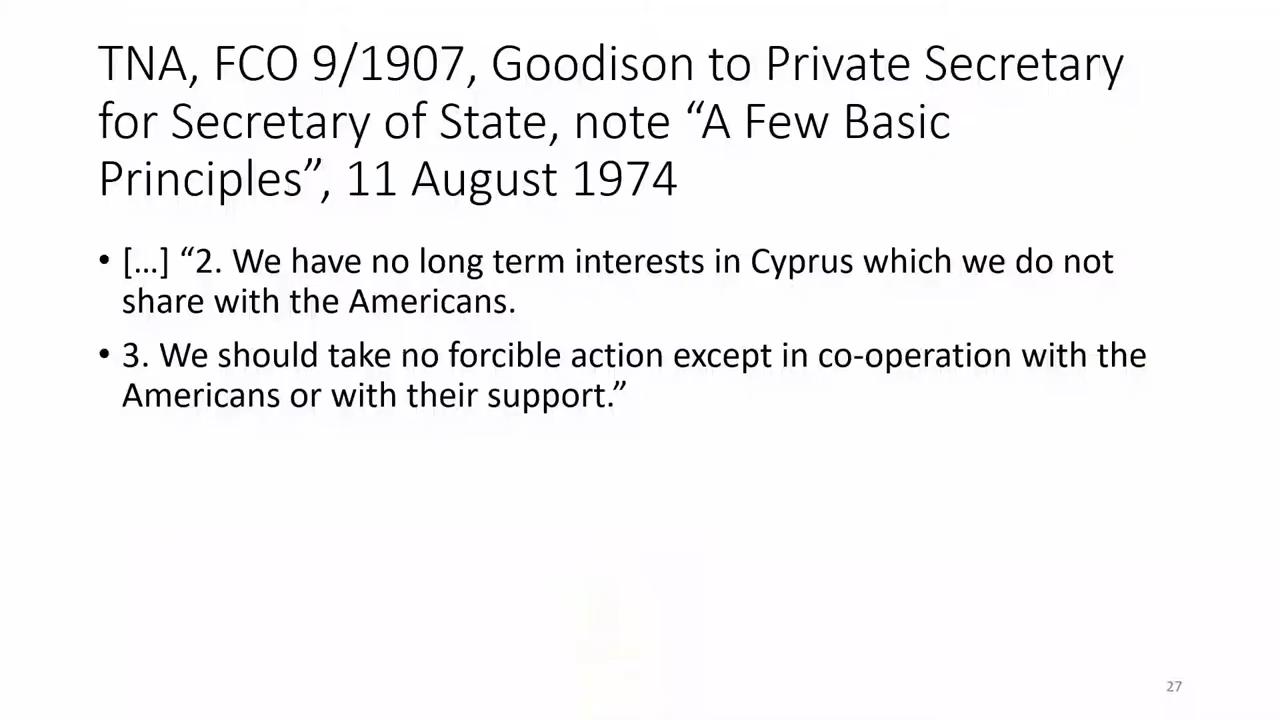 TNA, FCO 9/1907, Goodison to Private Secretary
for Secretary of State, note “A Few Basic
Principles”, 11 August 1974
• […] “2. We have no long term interests in Cyprus which we do not
share with the Americans.
• 3. We should take no forcible action except in co-operation with the
Americans or with their support.”
27